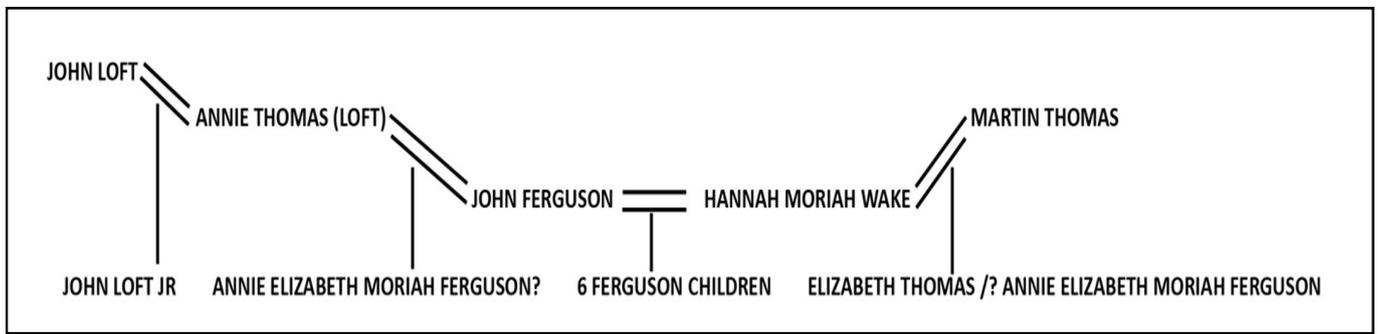 JOHN LOFT
ANNIE THOMAS (LOFT)
MARTIN THOMAS
JOHN FERGUSON
HANNAH MORIAH WAKE
JOHN LOFT JR
ANNIE ELIZABETH MORIAH FERGUSON?
6 FERGUSON CHILDREN
ELIZABETH THOMAS /? ANNIE ELIZABETH MORIAH FERGUSON